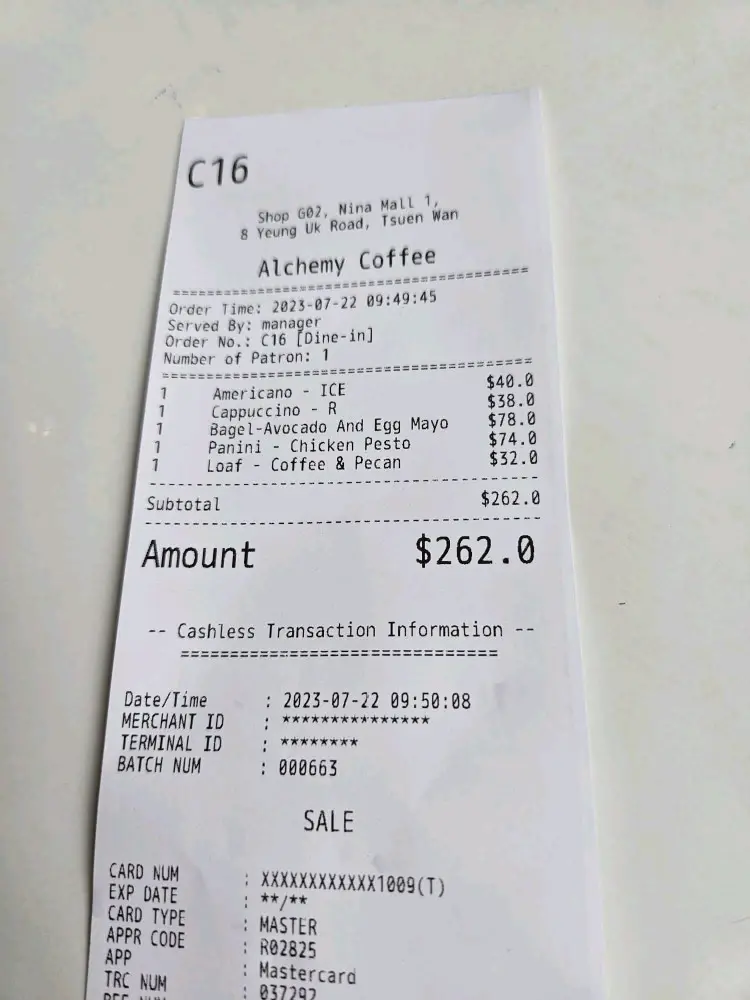 C16
Shop G02, Nina Mall 1,
8 Yeung Uk Road, Tsuen Wan
Alchemy Coffee
================================================
Order Time: 2023-07-22 09:49:45
Served By: manager
Order No.: C16 [Dine-in]
Number of Patron: 1
================================================
1 Americano - ICE $40.0
1 Cappuccino - R $38.0
1 Bagel-Avocado And Egg Mayo $78.0
1 Panini - Chicken Pesto $74.0
1 Loaf - Coffee & Pecan $32.0
------------------------------------------------
Subtotal $262.0
------------------------------------------------
Amount $262.0
-- Cashless Transaction Information --
================================
Date/Time : 2023-07-22 09:50:08
MERCHANT ID : ***************
TERMINAL ID : ********
BATCH NUM : 000663
SALE
CARD NUM : XXXXXXXXXXXX1009(T)
EXP DATE : **/**
CARD TYPE : MASTER
APPR CODE : R02825
APP : Mastercard
TRC NUM : 037292